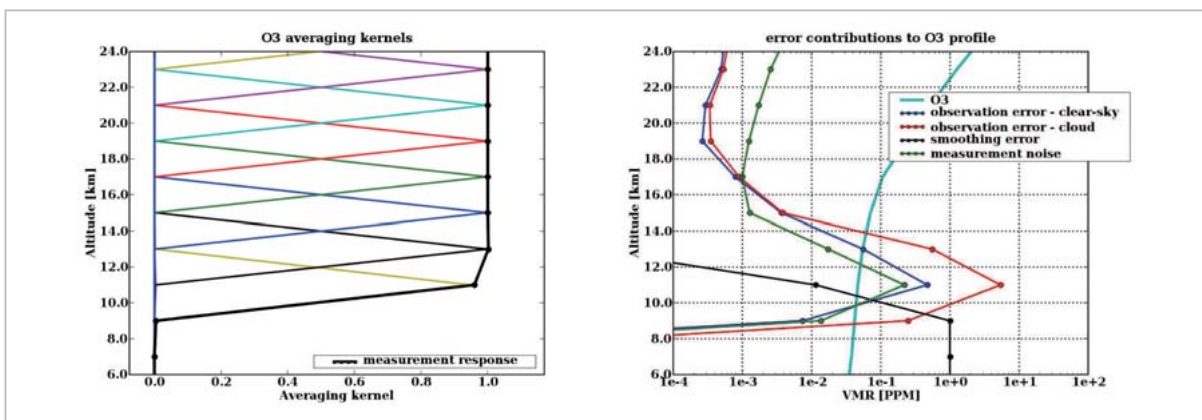 O3 averaging kernels
24.0
22.0
20.0
18.0
16.0
14.0
12.0
10.0
8.0
6.0
Altitude [km]
measurement response
0.0 0.2 0.4 0.6 0.8 1.0
Averaging kernel
error contributions to O3 profile
24.0
22.0
20.0
18.0
16.0
14.0
12.0
10.0
8.0
6.0
Altitude [km]
O3
observation error - clear-sky
observation error - cloud
smoothing error
measurement noise
1e-4 1e-3 1e-2 1e-1 1e+0 1e+1 1e+2
VMR [PPM]